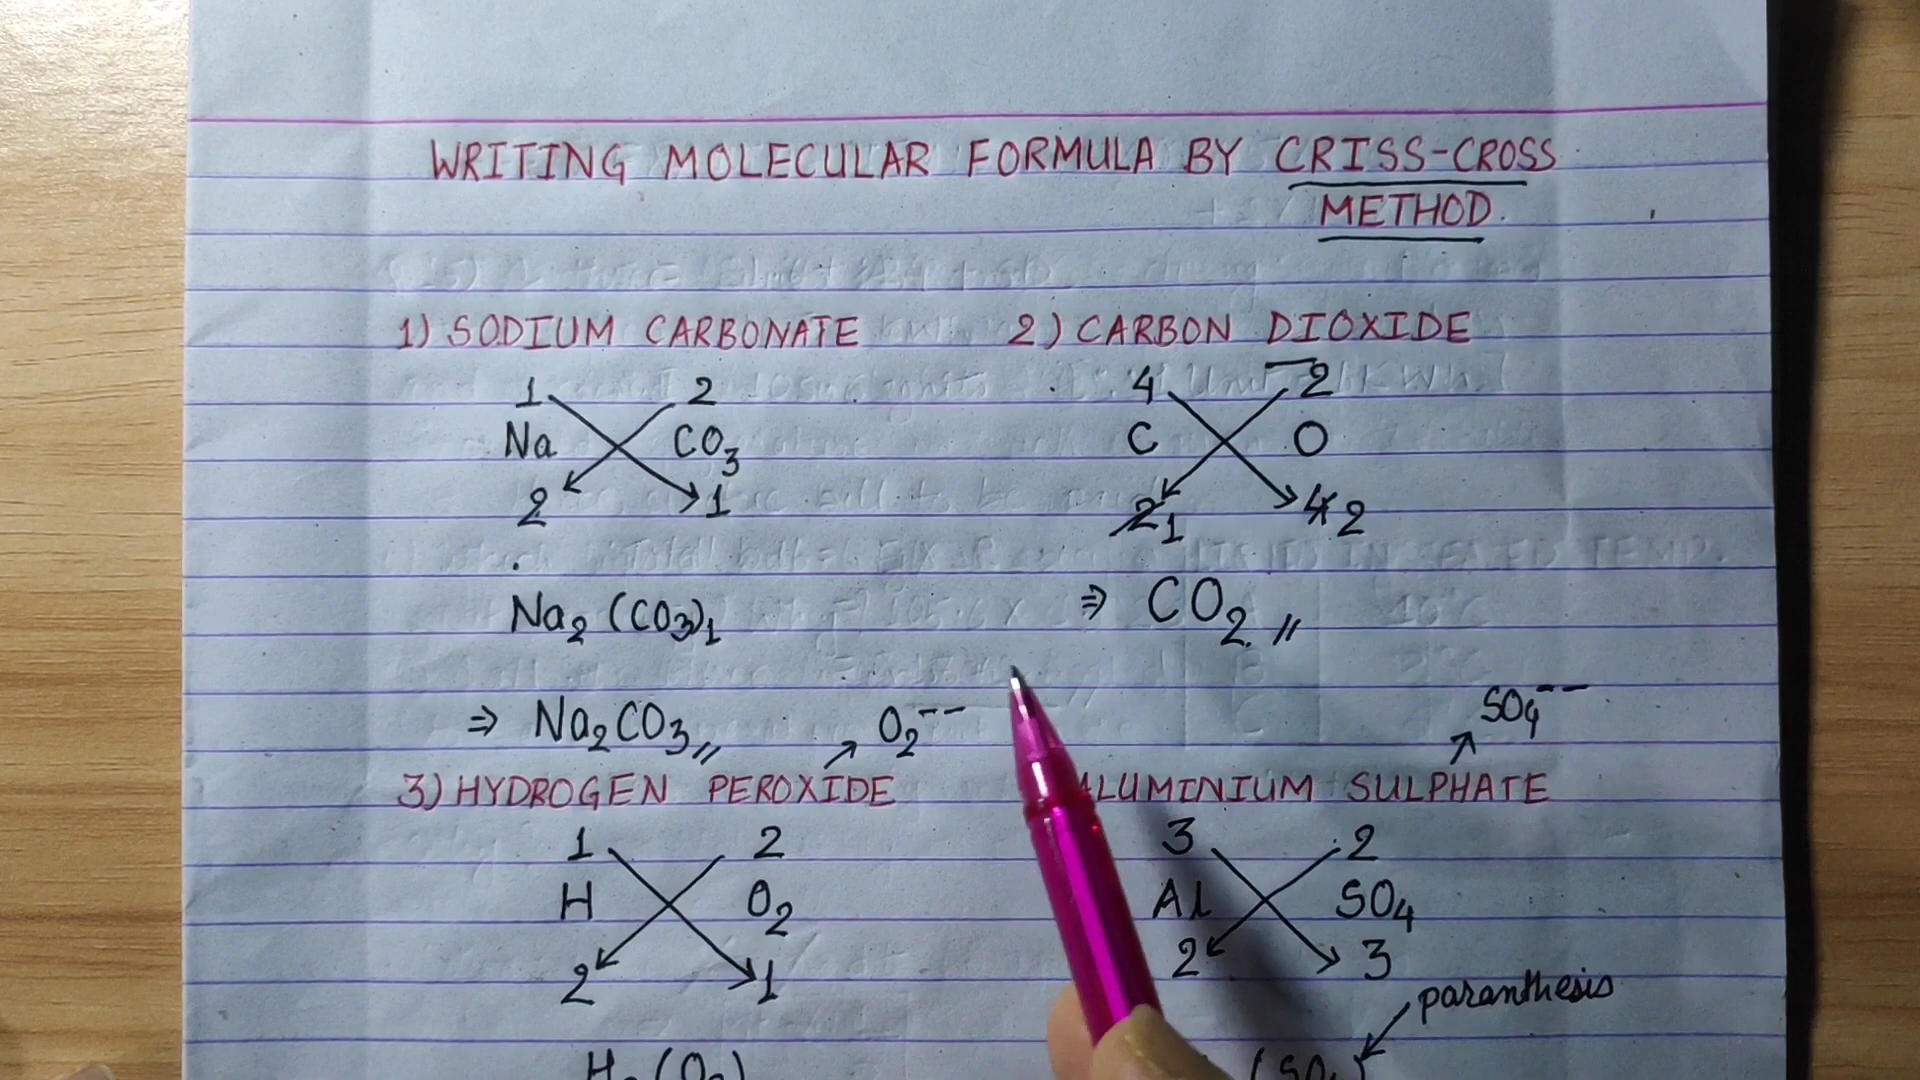 WRITING MOLECULAR FORMULA BY CRISS-CROSS
METHOD.
1) SODIUM CARBONATE
1 2
Na CO3
2 1
Na2 (CO3)1
⇒ Na2CO3 //
2) CARBON DIOXIDE
4 2
C O
2 1 4 2
⇒ CO2 //
O2--
3) HYDROGEN PEROXIDE
1 2
H O2
2 1
SO4--
ALUMINIUM SULPHATE
3 2
Al SO4
2 3
paranthesis